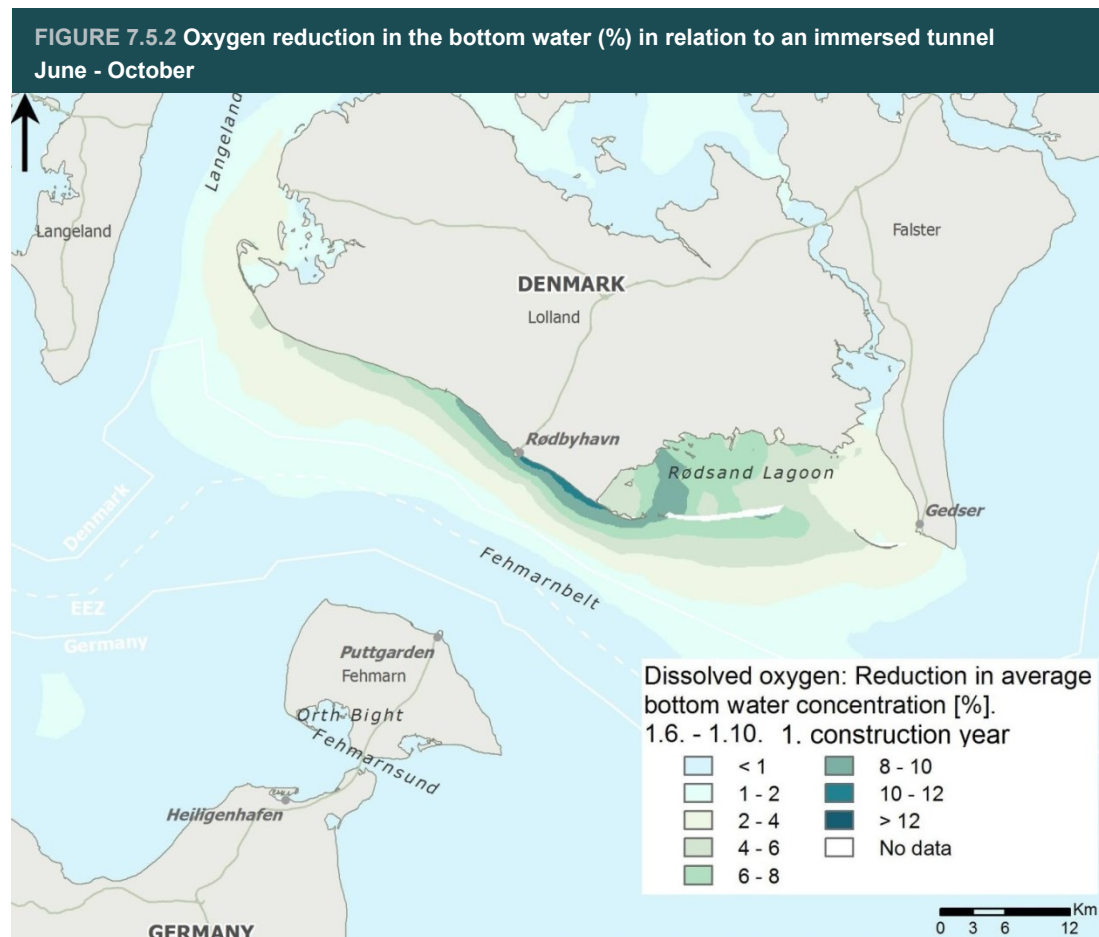 FIGURE 7.5.2 Oxygen reduction in the bottom water (%) in relation to an immersed tunnel
June - October
Langeland
Langeland
Falster
DENMARK
Lolland
Rødbyhavn
Rødsand Lagoon
Gedser
Denmark
Fehmarnbelt
EEZ
Germany
Puttgarden
Fehmarn
Orth Bight
Fehmarnsund
Heiligenhafen
GERMANY
Dissolved oxygen: Reduction in average
bottom water concentration [%].
1.6. - 1.10. 1. construction year
< 1
1 - 2
2 - 4
4 - 6
6 - 8
8 - 10
10 - 12
> 12
No data
Km
0 3 6 12